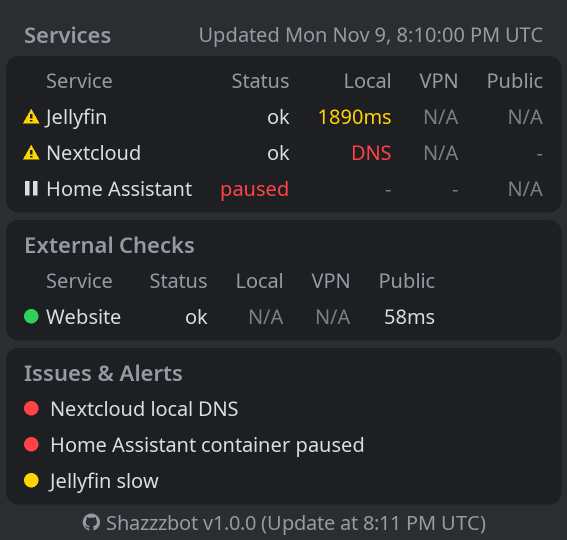 Services Updated Mon Nov 9, 8:10:00 PM UTC
Service Status Local VPN Public
Jellyfin ok 1890ms N/A N/A
Nextcloud ok DNS N/A -
Home Assistant paused - - N/A
External Checks
Service Status Local VPN Public
Website ok N/A N/A 58ms
Issues & Alerts
Nextcloud local DNS
Home Assistant container paused
Jellyfin slow
Shazzzbot v1.0.0 (Update at 8:11 PM UTC)